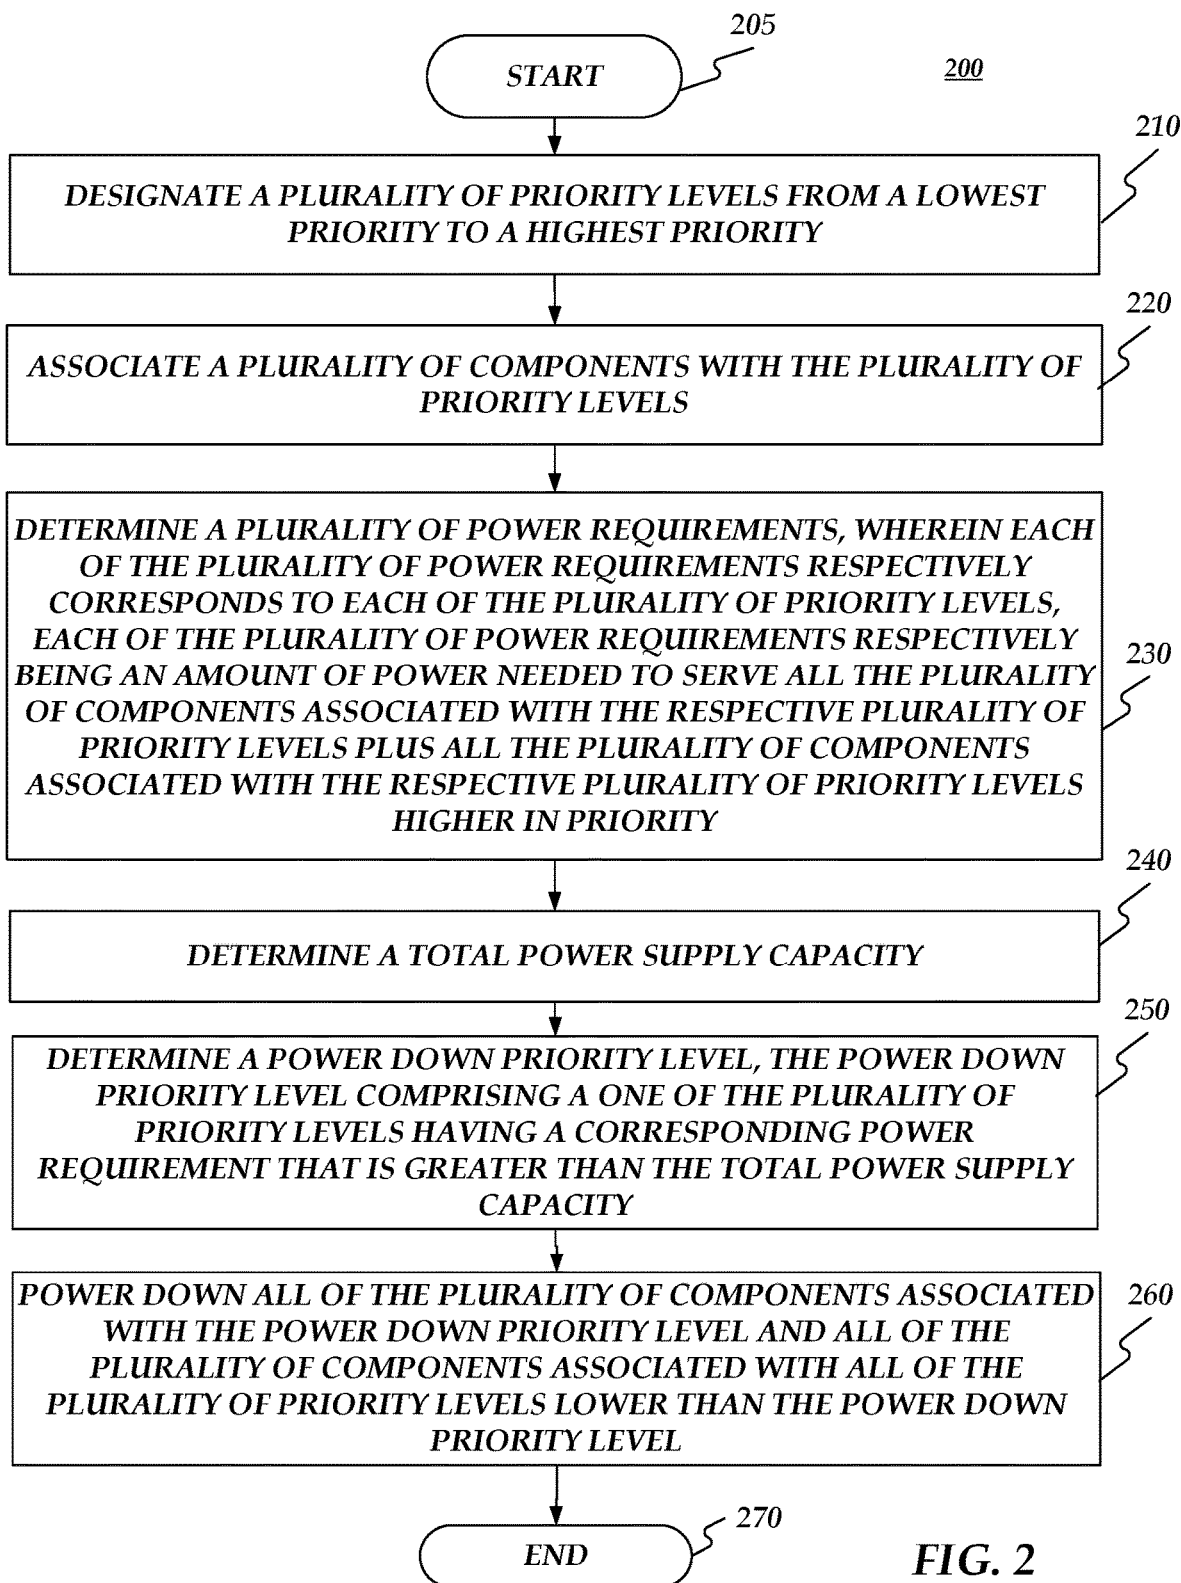 205
START
200
210
DESIGNATE A PLURALITY OF PRIORITY LEVELS FROM A LOWEST
PRIORITY TO A HIGHEST PRIORITY
220
ASSOCIATE A PLURALITY OF COMPONENTS WITH THE PLURALITY OF
PRIORITY LEVELS
DETERMINE A PLURALITY OF POWER REQUIREMENTS, WHEREIN EACH
OF THE PLURALITY OF POWER REQUIREMENTS RESPECTIVELY
CORRESPONDS TO EACH OF THE PLURALITY OF PRIORITY LEVELS,
EACH OF THE PLURALITY OF POWER REQUIREMENTS RESPECTIVELY
BEING AN AMOUNT OF POWER NEEDED TO SERVE ALL THE PLURALITY
OF COMPONENTS ASSOCIATED WITH THE RESPECTIVE PLURALITY OF
PRIORITY LEVELS PLUS ALL THE PLURALITY OF COMPONENTS
ASSOCIATED WITH THE RESPECTIVE PLURALITY OF PRIORITY LEVELS
HIGHER IN PRIORITY
230
240
DETERMINE A TOTAL POWER SUPPLY CAPACITY
250
DETERMINE A POWER DOWN PRIORITY LEVEL, THE POWER DOWN
PRIORITY LEVEL COMPRISING A ONE OF THE PLURALITY OF
PRIORITY LEVELS HAVING A CORRESPONDING POWER
REQUIREMENT THAT IS GREATER THAN THE TOTAL POWER SUPPLY
CAPACITY
POWER DOWN ALL OF THE PLURALITY OF COMPONENTS ASSOCIATED
WITH THE POWER DOWN PRIORITY LEVEL AND ALL OF THE
PLURALITY OF COMPONENTS ASSOCIATED WITH ALL OF THE
PLURALITY OF PRIORITY LEVELS LOWER THAN THE POWER DOWN
PRIORITY LEVEL
260
270
END
FIG. 2